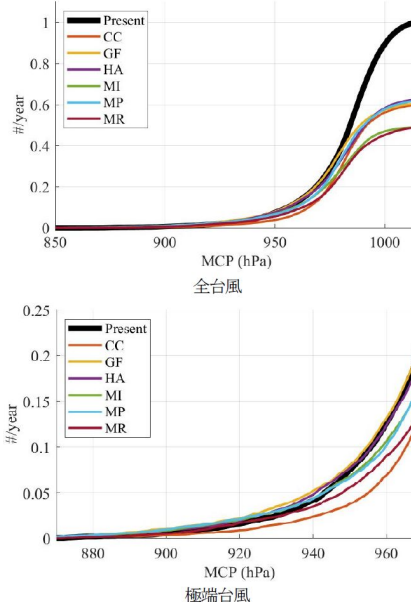 1
0.8
0.6
0.4
0.2
0
#/year
Present
CC
GF
HA
MI
MP
MR
850
900
950
1000
MCP (hPa)
全台風
0.25
0.2
0.15
0.1
0.05
0
#/year
Present
CC
GF
HA
MI
MP
MR
880
900
920
940
960
MCP (hPa)
極端台風